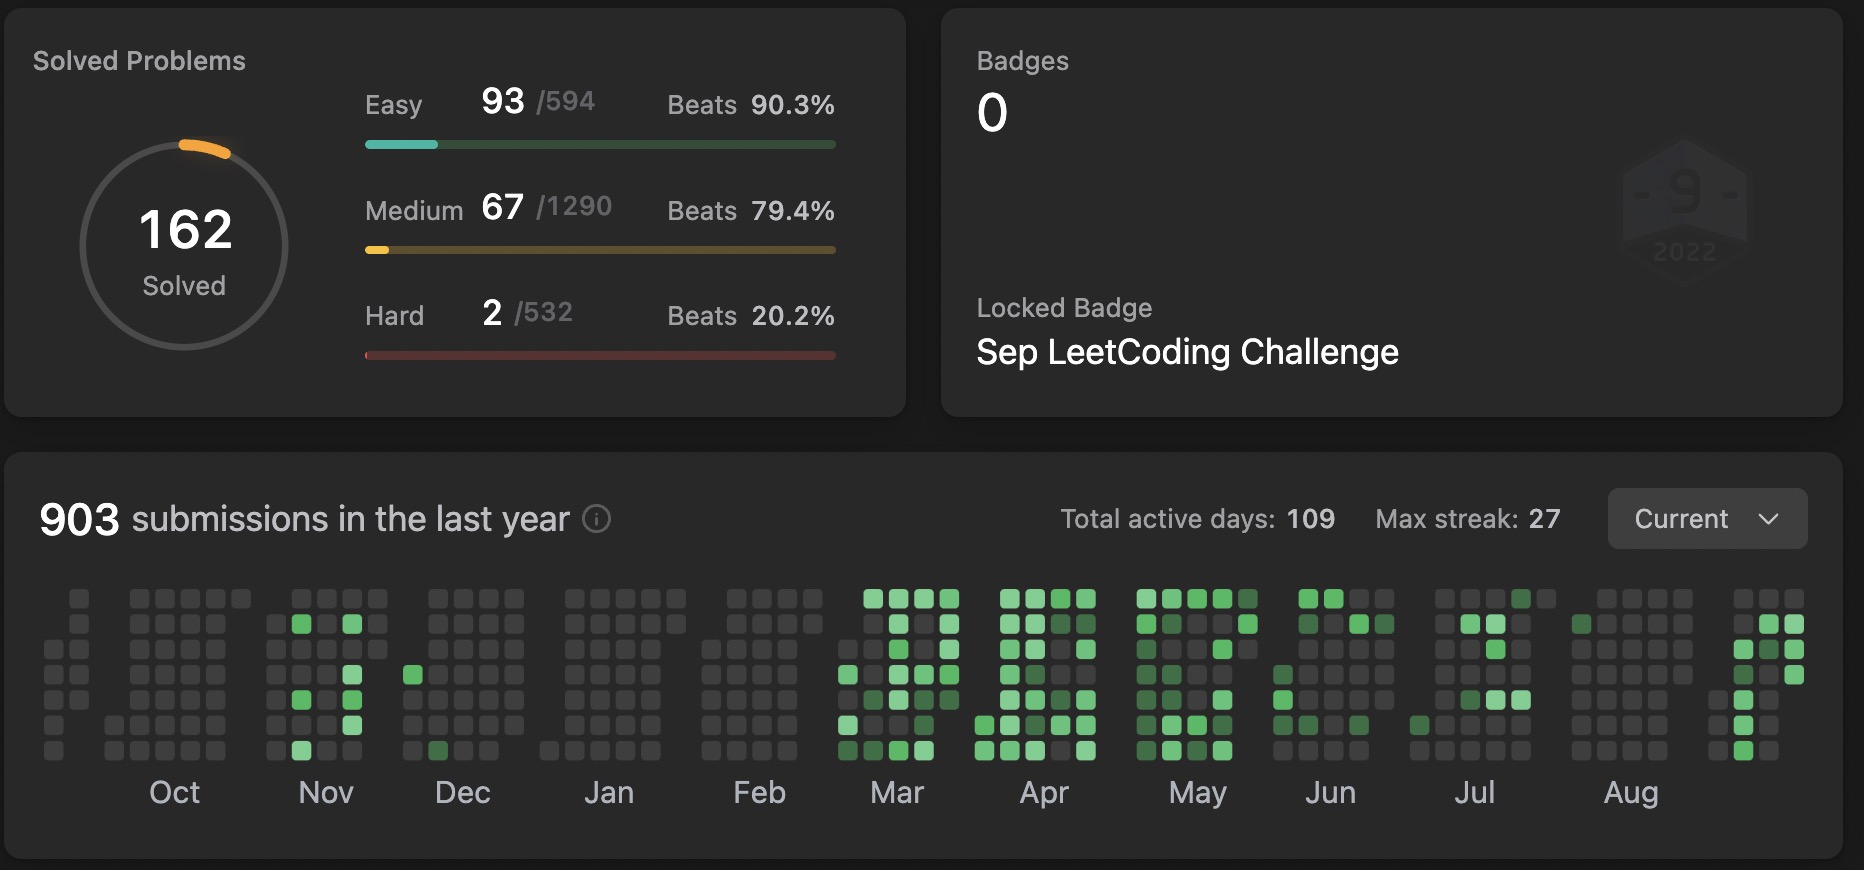 Solved Problems
162
Solved
Easy 93 /594 Beats 90.3%
Medium 67 /1290 Beats 79.4%
Hard 2 /532 Beats 20.2%
Badges
0
9
2022
Locked Badge
Sep LeetCoding Challenge
903 submissions in the last year
Total active days: 109 Max streak: 27 Current
Oct Nov Dec Jan Feb Mar Apr May Jun Jul Aug